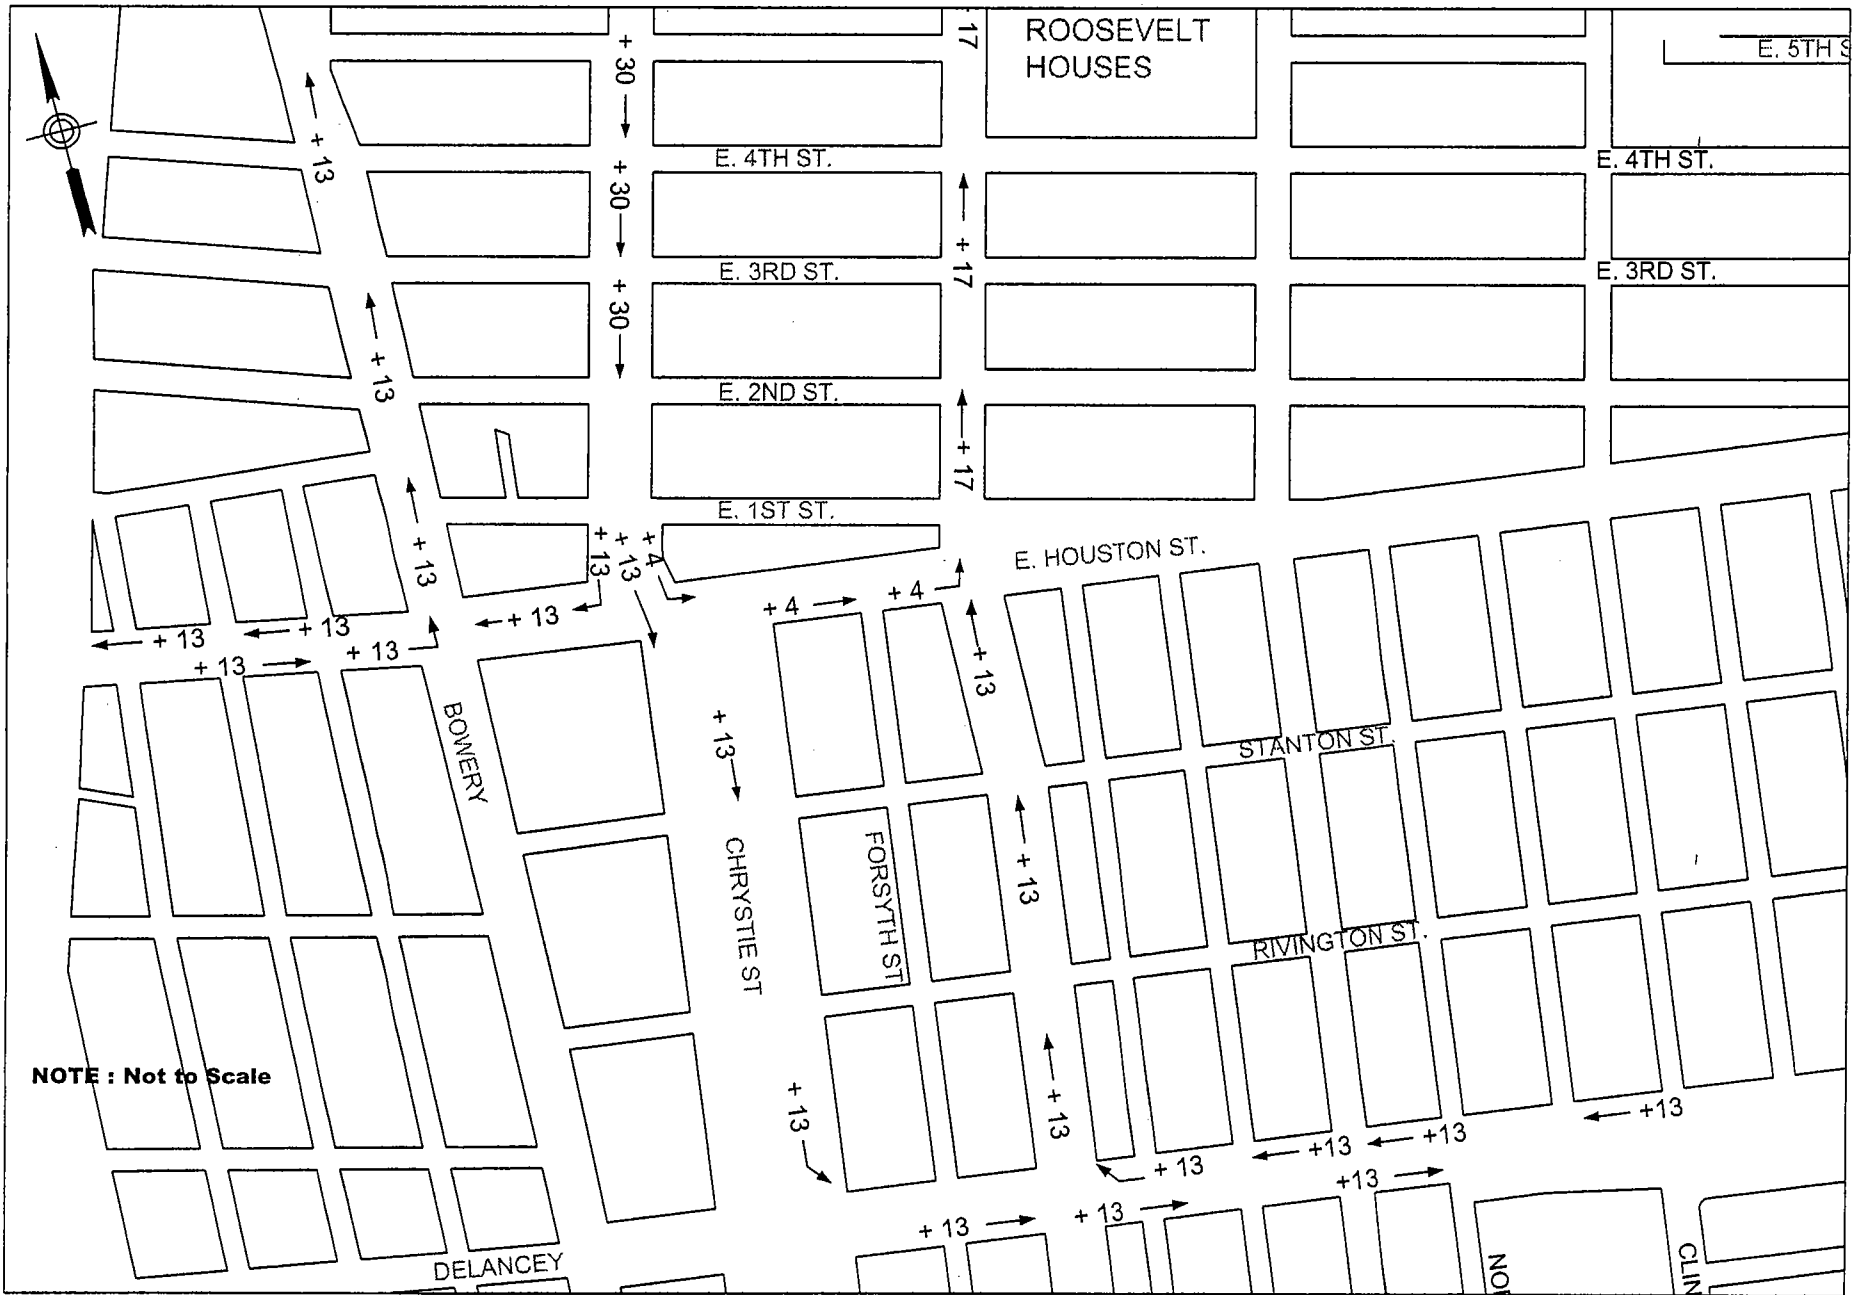 ROOSEVELT
HOUSES
+ 17
+ 30
E. 5TH S
+ 13
E. 4TH ST.
E. 4TH ST.
+ 30
+ 17
E. 3RD ST.
E. 3RD ST.
+ 30
+ 13
E. 2ND ST.
+ 17
E. 1ST ST.
+ 13
+ 13
+ 13
+ 4
E. HOUSTON ST.
+ 4
+ 4
+ 13
+ 13
+ 13
+ 13
+ 13
+ 13
BOWERY
+ 13
STANTON ST.
CHRYSTIE ST
FORSYTH ST
+ 13
RIVINGTON ST.
NOTE : Not to Scale
+ 13
+ 13
+13
+13
+13
+ 13
+13
+ 13
+ 13
DELANCEY
NOR
CLIN